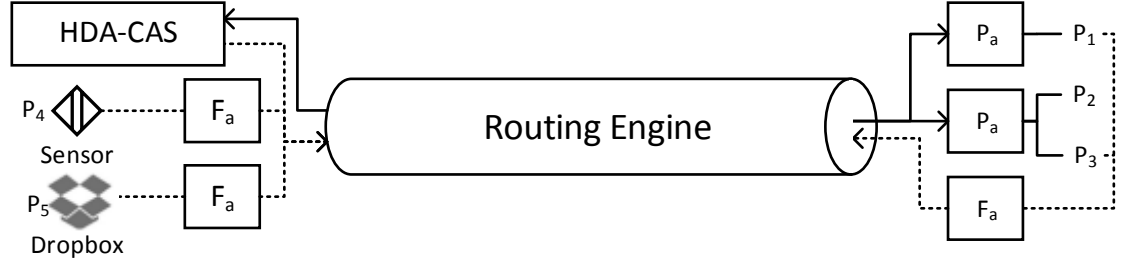 HDA-CAS
P4
Sensor
Fa
P5
Dropbox
Fa
Routing Engine
Pa
P1
Pa
P2
P3
Fa